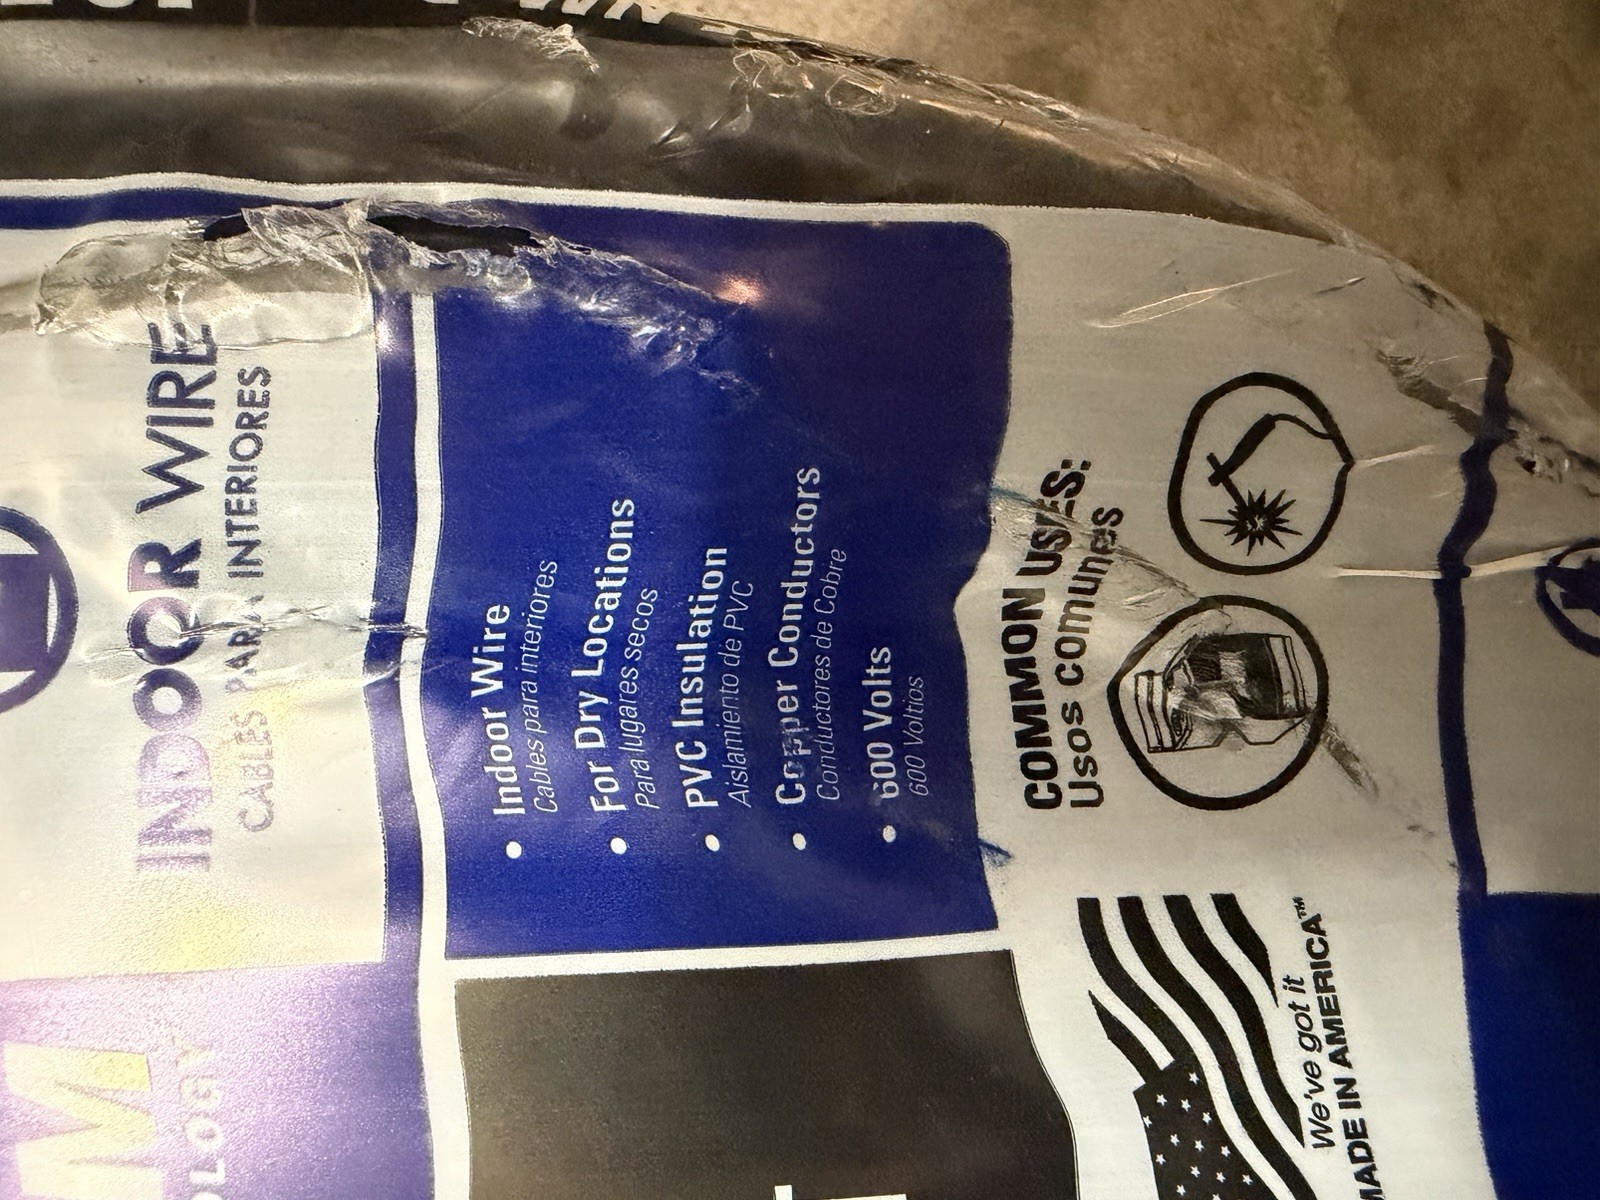 INDOOR WIRE
CABLES PARA INTERIORES
• Indoor Wire
Cables para interiores
• For Dry Locations
Para lugares secos
• PVC Insulation
Aislamiento de PVC
• Copper Conductors
Conductores de Cobre
• 600 Volts
600 Voltios
COMMON USES:
Usos comunes
We've got it
MADE IN AMERICA™